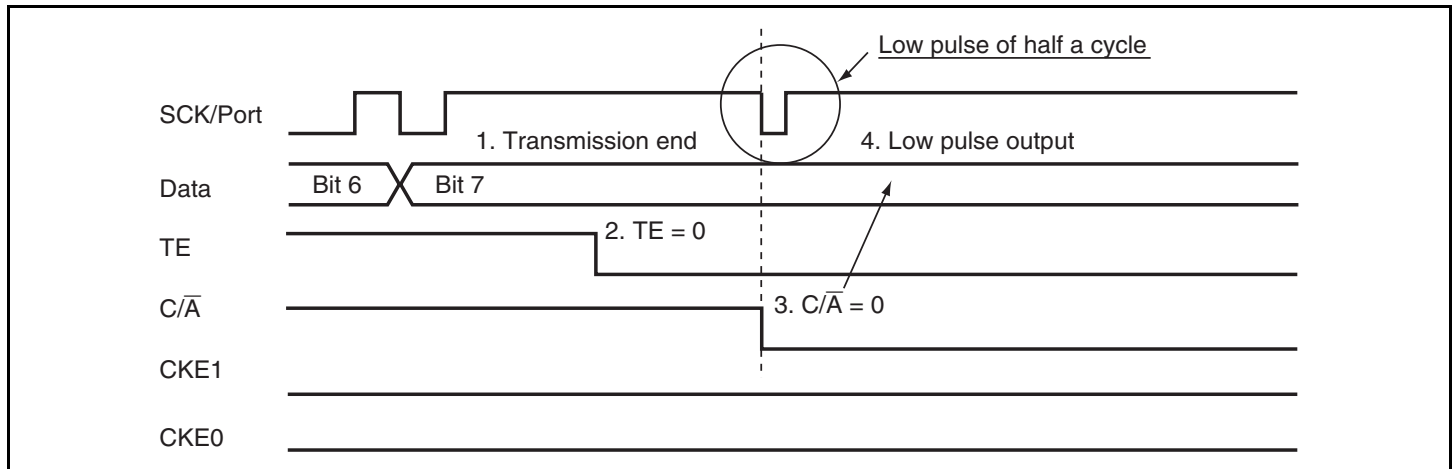 Low pulse of half a cycle
SCK/Port
1. Transmission end
4. Low pulse output
Data
Bit 6
Bit 7
TE
2. TE = 0
C/A̅
3. C/A̅ = 0
CKE1
CKE0